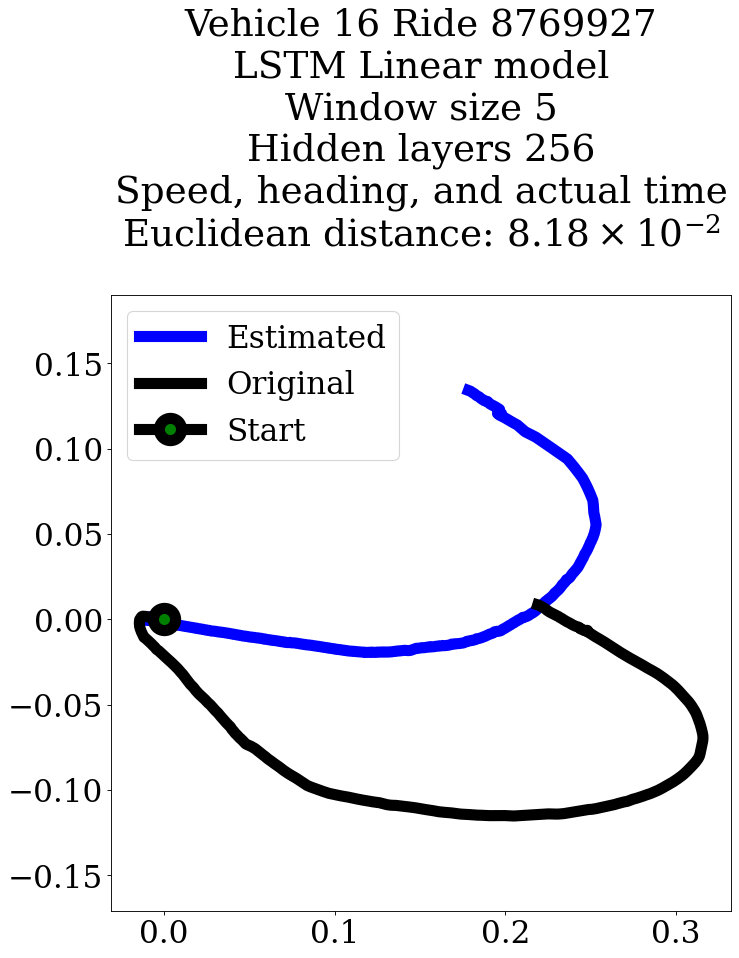 Vehicle 16 Ride 8769927
LSTM Linear model
Window size 5
Hidden layers 256
Speed, heading, and actual time
Euclidean distance: 8.18 × 10⁻²
Estimated
Original
Start
0.15
0.10
0.05
0.00
−0.05
−0.10
−0.15
0.0 0.1 0.2 0.3